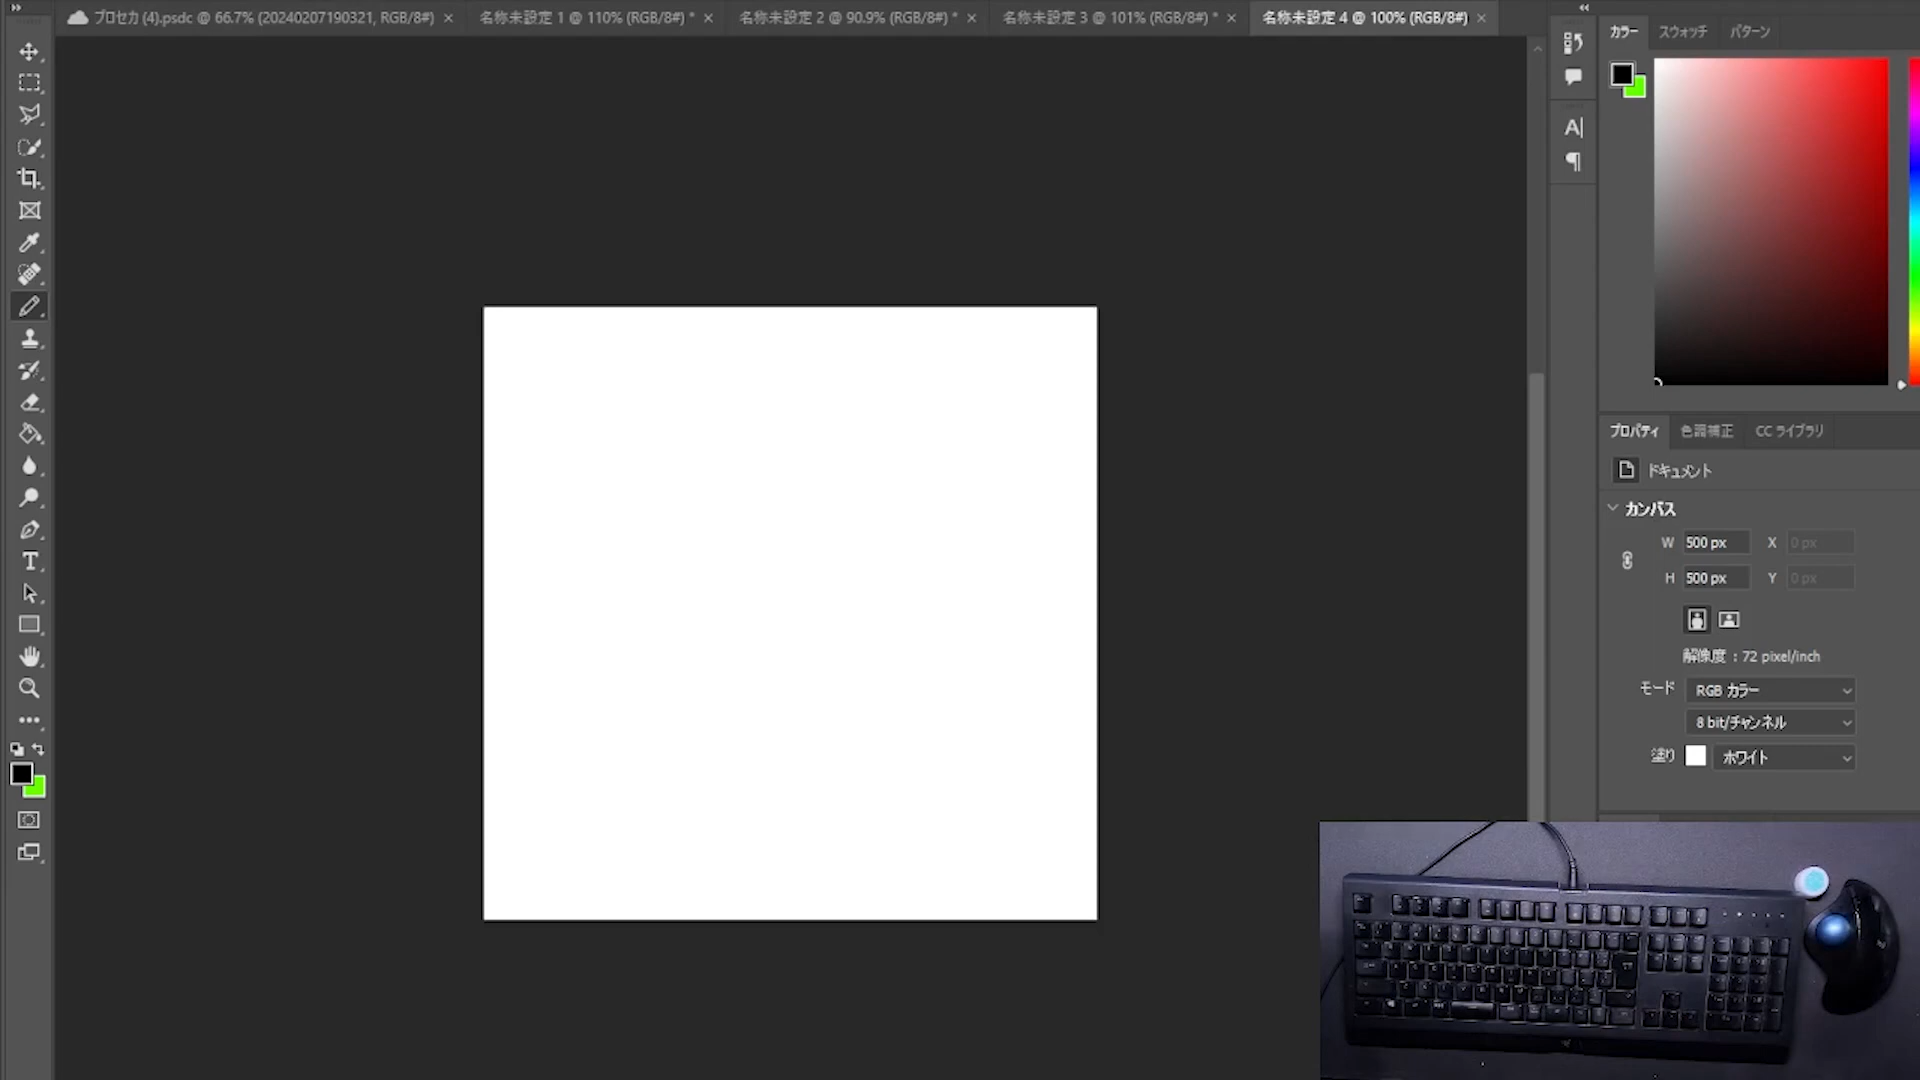 プロセカ (4).psdc @ 66.7% (20240207190321, RGB/8#) ×
名称未設定 1 @ 110% (RGB/8#) * ×
名称未設定 2 @ 90.9% (RGB/8#) * ×
名称未設定 3 @ 101% (RGB/8#) * ×
名称未設定 4 @ 100% (RGB/8#) ×
カラー スウォッチ パターン
プロパティ 色調補正 CC ライブラリ
ドキュメント
カンバス
W 500 px X 0 px
H 500 px Y 0 px
解像度 : 72 pixel/inch
モード RGB カラー
8 bit/チャンネル
塗り ホワイト